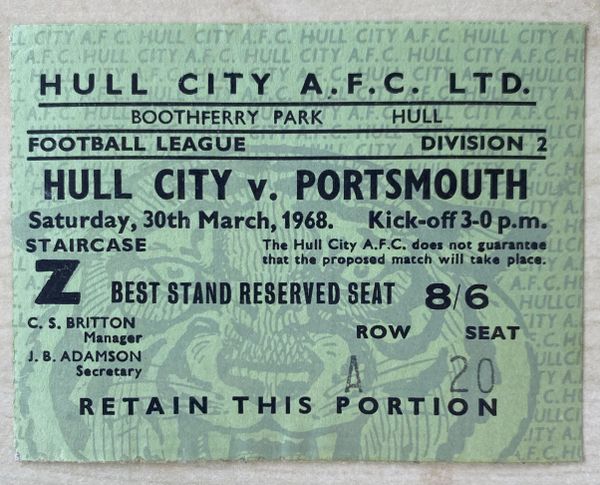 HULL CITY A.F.C. LTD.
BOOTHFERRY PARK HULL
FOOTBALL LEAGUE DIVISION 2
HULL CITY v. PORTSMOUTH
Saturday, 30th March, 1968. Kick-off 3-0 p.m.
STAIRCASE
The Hull City A.F.C. does not guarantee
that the proposed match will take place.
Z BEST STAND RESERVED SEAT 8/6
C. S. BRITTON
Manager
J. B. ADAMSON
Secretary
ROW SEAT
A 20
RETAIN THIS PORTION